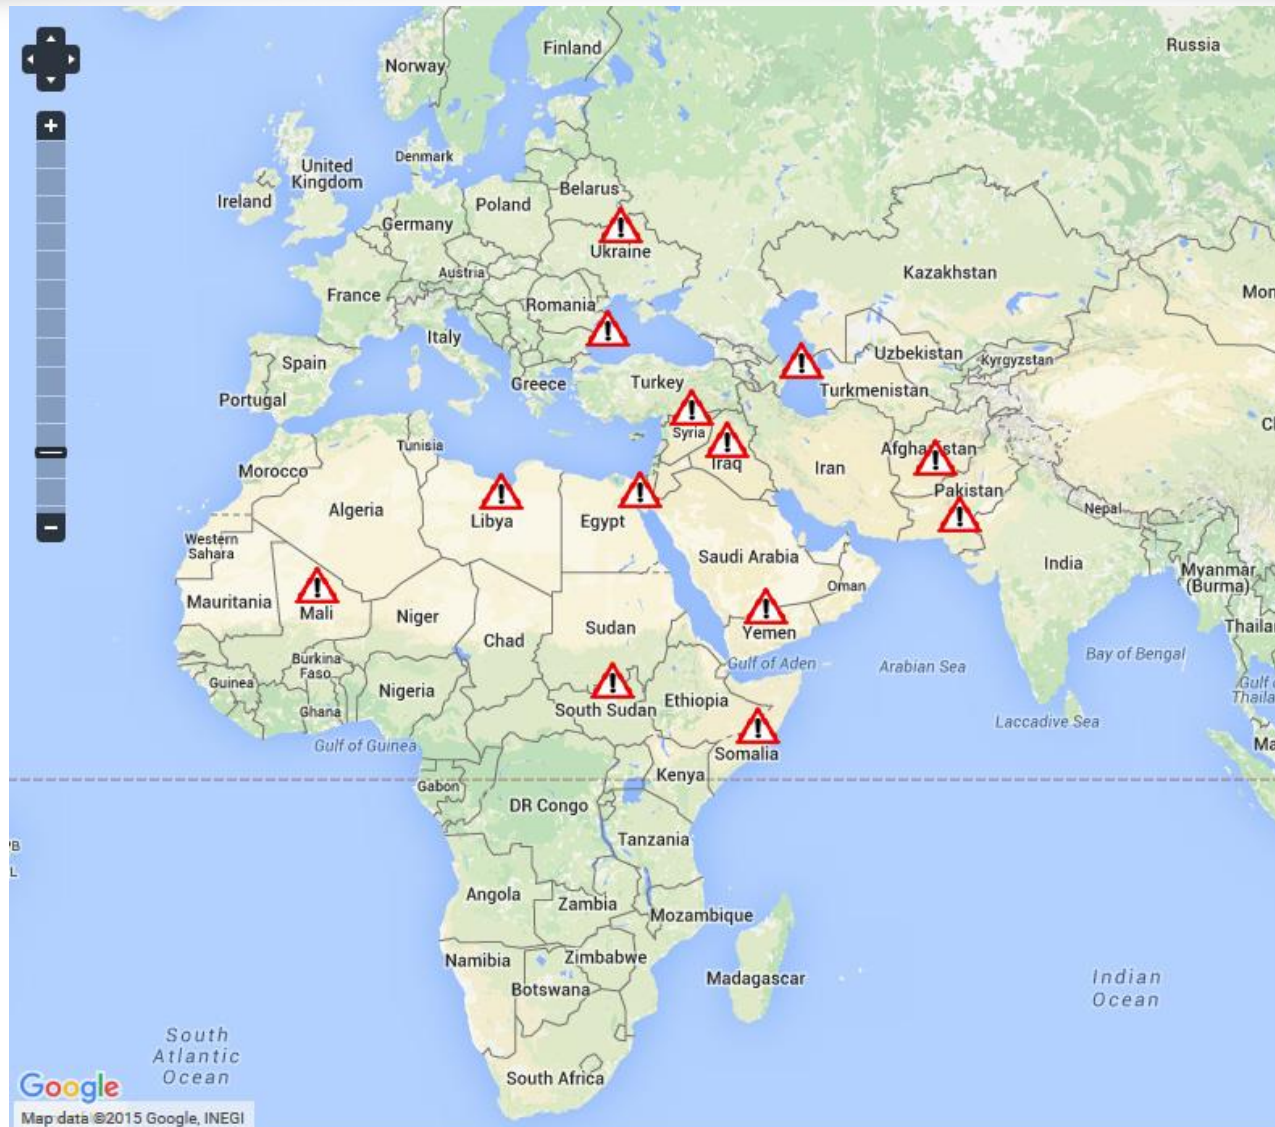 Finland
Russia
Norway
+
Denmark
United
Kingdom
Belarus
Ireland
Poland
Germany
Ukraine
Austria
Kazakhstan
France
Romania
Mon
Italy
Uzbekistan
Kyrgyzstan
Spain
Greece
Turkey
Turkmenistan
Portugal
Syria
Tunisia
Afghanistan
Iraq
Iran
Morocco
Pakistan
Algeria
Libya
Egypt
Nepal
Western
Sahara
Saudi Arabia
India
Oman
Myanmar
(Burma)
Mauritania
Mali
Niger
Sudan
Yemen
Thailan
Chad
Burkina
Faso
Gulf of Aden
Arabian Sea
Bay of Bengal
Guinea
Nigeria
Ethiopia
Gulf o
Thaila
Ghana
South Sudan
Laccadive Sea
Gulf of Guinea
Somalia
Ma
Kenya
Gabon
DR Congo
Tanzania
PB
L
Angola
Zambia
Mozambique
Namibia
Zimbabwe
Botswana
Madagascar
Indian
Ocean
South
Atlantic
Ocean
South Africa
Google
Map data ©2015 Google, INEGI